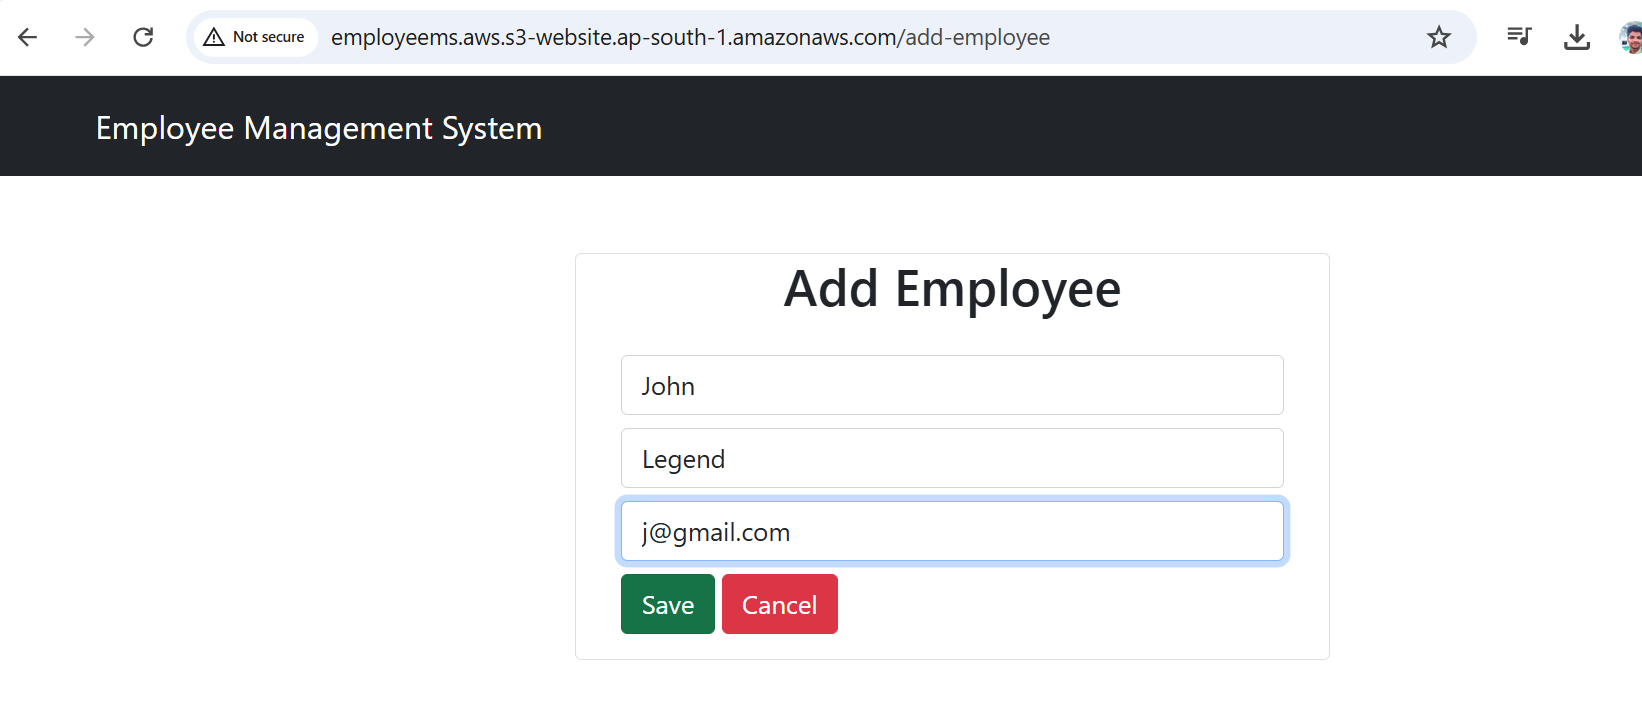 Not secure employeems.aws.s3-website.ap-south-1.amazonaws.com/add-employee
Employee Management System
Add Employee
John
Legend
j@gmail.com
Save Cancel